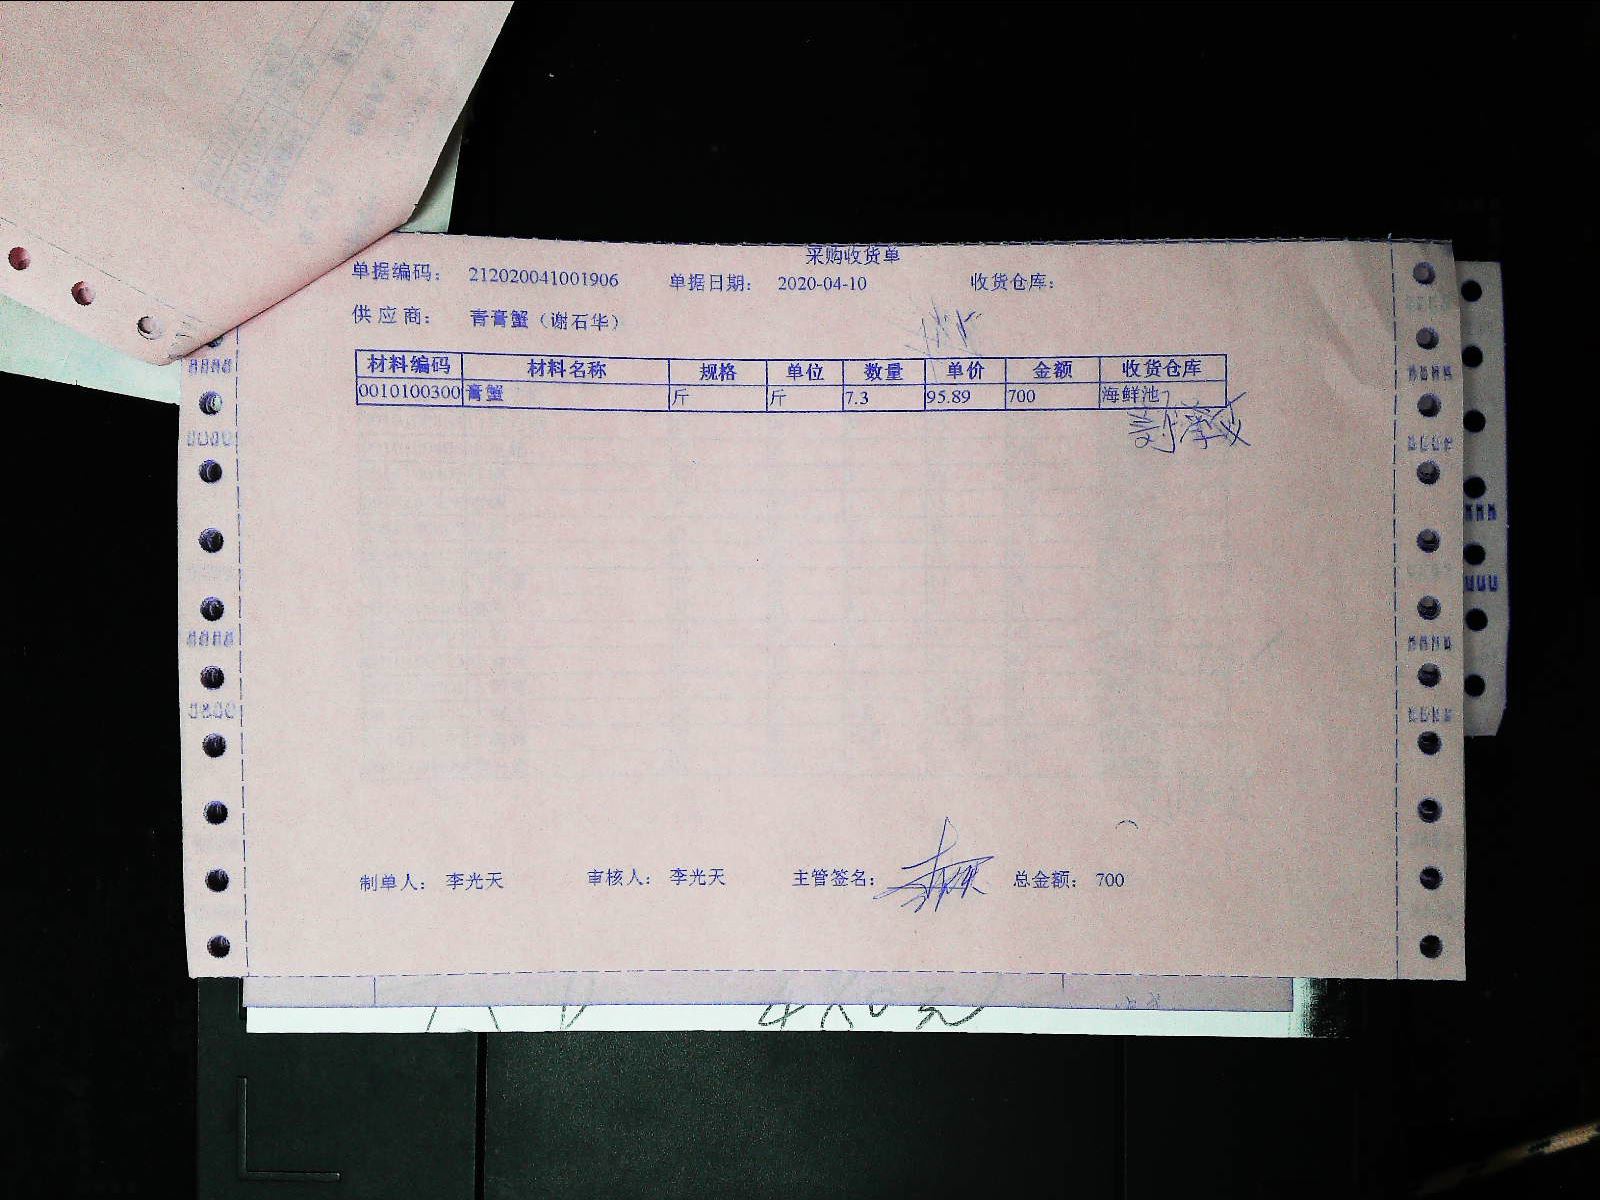 采购收货单
单据编码： 212020041001906 单据日期： 2020-04-10 收货仓库：
供应商： 青膏蟹（谢石华）
材料编码 材料名称 规格 单位 数量 单价 金额 收货仓库
0010100300 膏蟹 斤 斤 7.3 95.89 700 海鲜池
制单人： 李光天 审核人： 李光天 主管签名： 总金额： 700